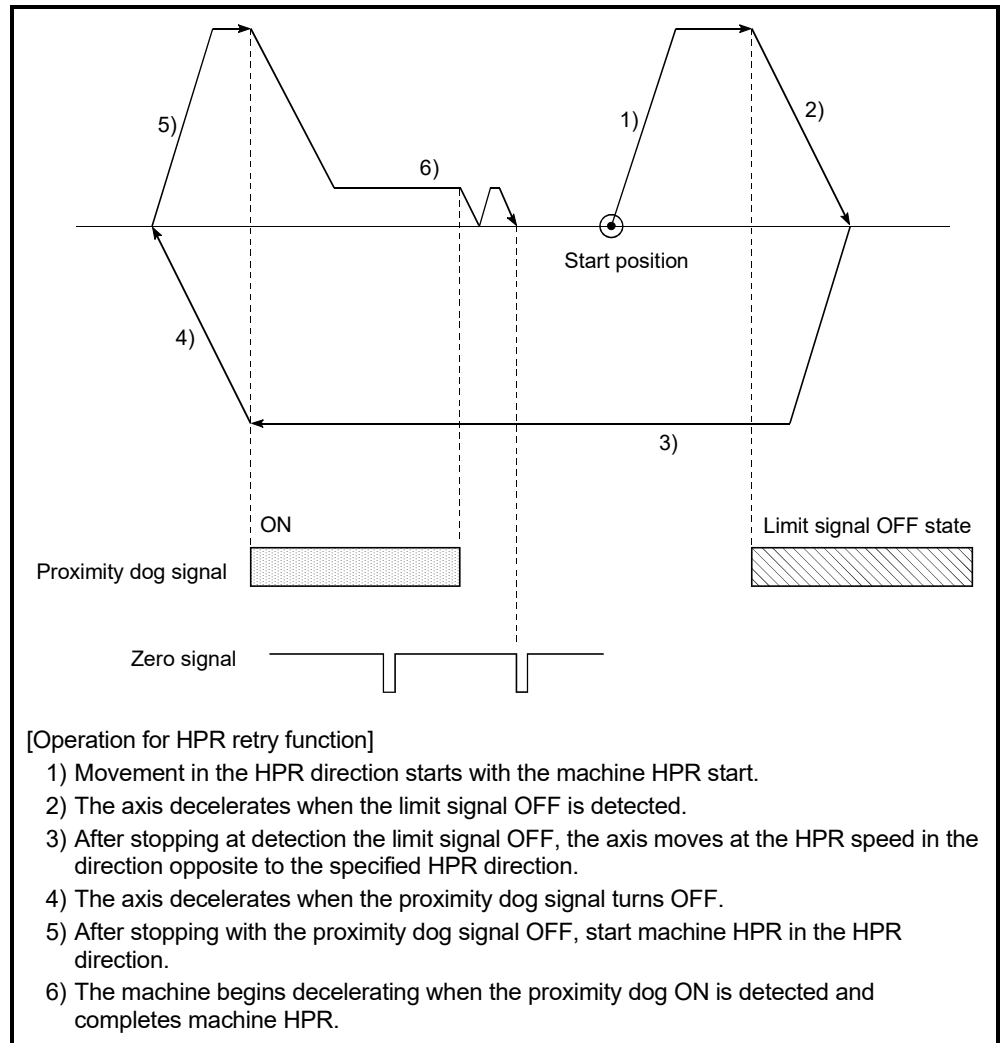 5)
6)
1)
2)
Start position
4)
3)
ON
Limit signal OFF state
Proximity dog signal
Zero signal
[Operation for HPR retry function]
1) Movement in the HPR direction starts with the machine HPR start.
2) The axis decelerates when the limit signal OFF is detected.
3) After stopping at detection the limit signal OFF, the axis moves at the HPR speed in the
direction opposite to the specified HPR direction.
4) The axis decelerates when the proximity dog signal turns OFF.
5) After stopping with the proximity dog signal OFF, start machine HPR in the HPR
direction.
6) The machine begins decelerating when the proximity dog ON is detected and
completes machine HPR.